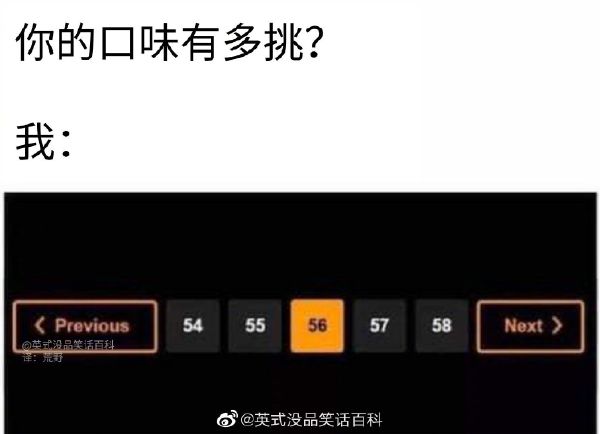 你的口味有多挑？
我：
< Previous 54 55 56 57 58 Next >
@英式没品笑话百科
译：荒野
@英式没品笑话百科